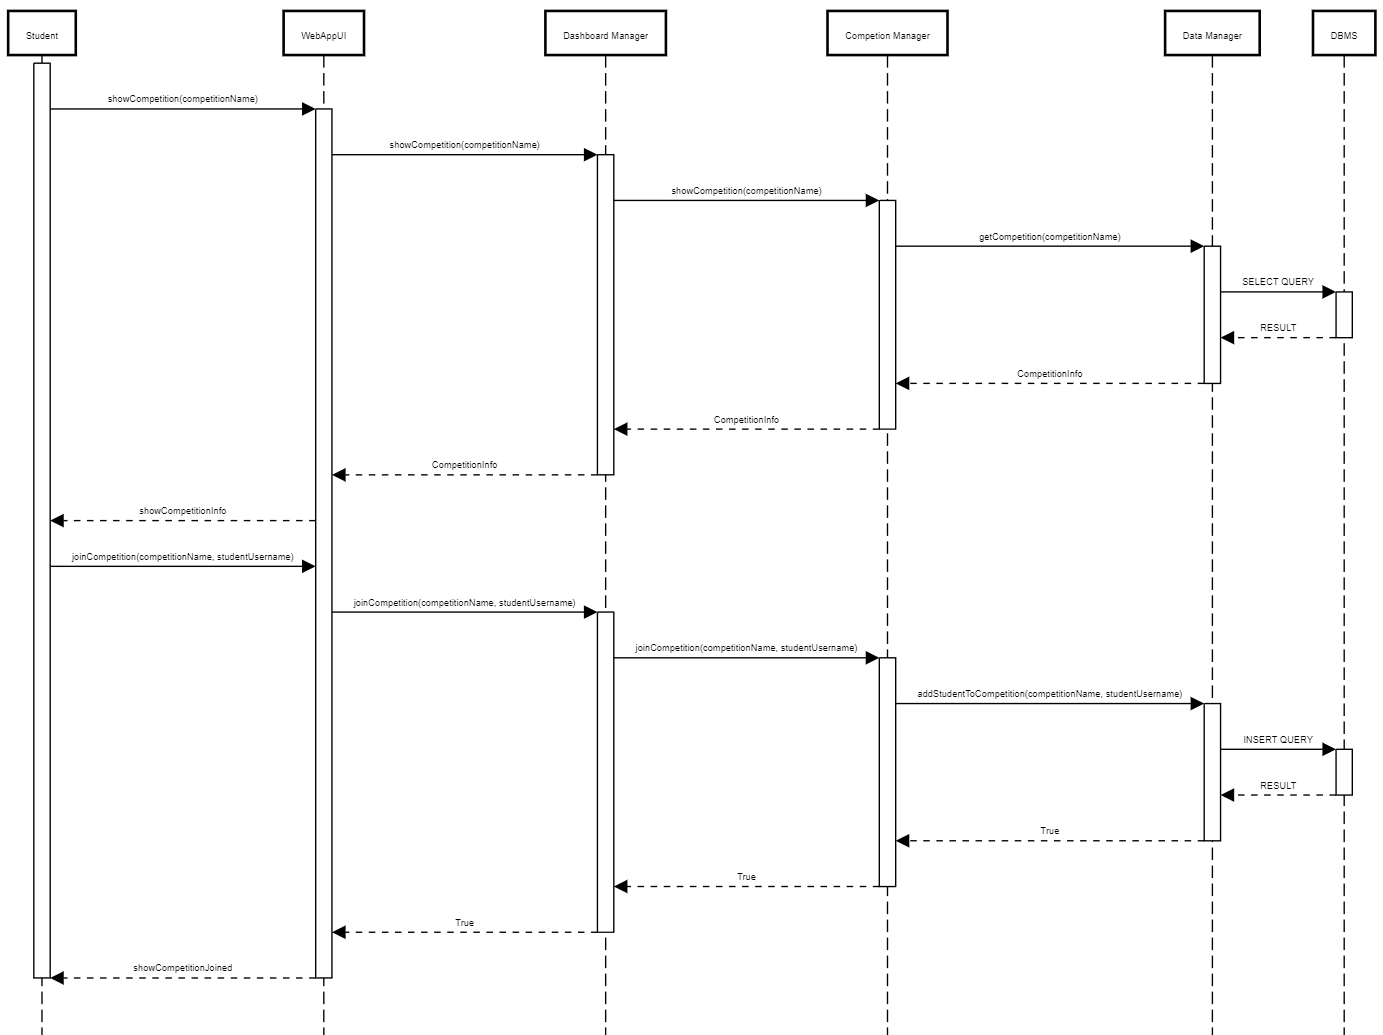 Student
WebAppUI
Dashboard Manager
Competion Manager
Data Manager
DBMS
showCompetition(competitionName)
showCompetition(competitionName)
showCompetition(competitionName)
getCompetition(competitionName)
SELECT QUERY
RESULT
CompetitionInfo
CompetitionInfo
CompetitionInfo
showCompetitionInfo
joinCompetition(competitionName, studentUsername)
joinCompetition(competitionName, studentUsername)
joinCompetition(competitionName, studentUsername)
addStudentToCompetition(competitionName, studentUsername)
INSERT QUERY
RESULT
True
True
True
showCompetitionJoined